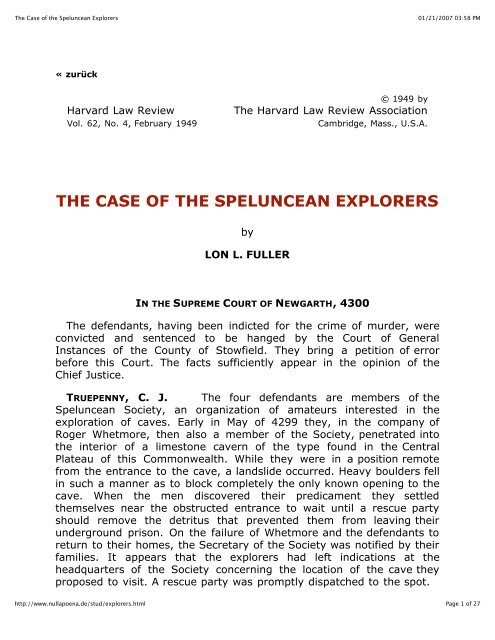 The Case of the Speluncean Explorers 01/21/2007 03:58 PM
« zurück
© 1949 by
Harvard Law Review The Harvard Law Review Association
Vol. 62, No. 4, February 1949 Cambridge, Mass., U.S.A.
THE CASE OF THE SPELUNCEAN EXPLORERS
by
LON L. FULLER
IN THE SUPREME COURT OF NEWGARTH, 4300
The defendants, having been indicted for the crime of murder, were
convicted and sentenced to be hanged by the Court of General
Instances of the County of Stowfield. They bring a petition of error
before this Court. The facts sufficiently appear in the opinion of the
Chief Justice.
TRUEPENNY, C. J. The four defendants are members of the
Speluncean Society, an organization of amateurs interested in the
exploration of caves. Early in May of 4299 they, in the company of
Roger Whetmore, then also a member of the Society, penetrated into
the interior of a limestone cavern of the type found in the Central
Plateau of this Commonwealth. While they were in a position remote
from the entrance to the cave, a landslide occurred. Heavy boulders fell
in such a manner as to block completely the only known opening to the
cave. When the men discovered their predicament they settled
themselves near the obstructed entrance to wait until a rescue party
should remove the detritus that prevented them from leaving their
underground prison. On the failure of Whetmore and the defendants to
return to their homes, the Secretary of the Society was notified by their
families. It appears that the explorers had left indications at the
headquarters of the Society concerning the location of the cave they
proposed to visit. A rescue party was promptly dispatched to the spot.
http://www.nullapoena.de/stud/explorers.html Page 1 of 27